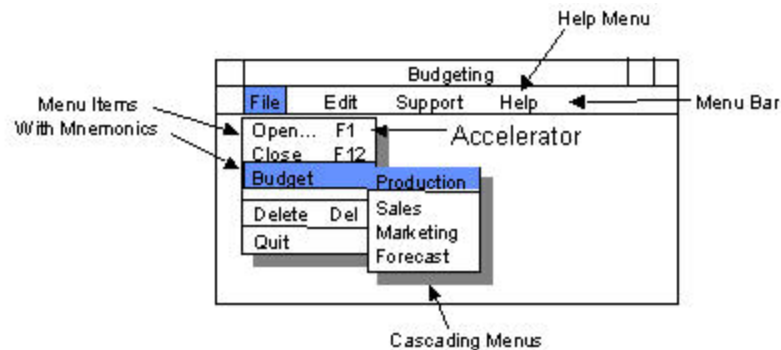 Help Menu
Budgeting
File Edit Support Help
Menu Bar
Menu Items
With Mnemonics
Open... F1
Accelerator
Close F12
Budget
Production
Sales
Delete Del
Marketing
Quit
Forecast
Cascading Menus